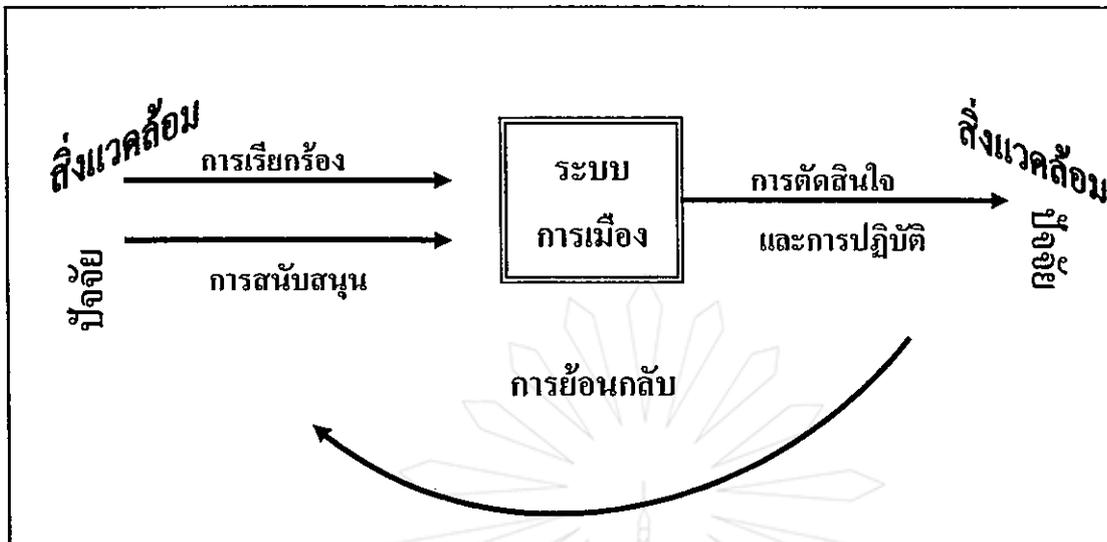 สิ่งแวดล้อม
ปัจจัย
การเรียกร้อง
การสนับสนุน
ระบบ
การเมือง
การตัดสินใจ
และการปฏิบัติ
สิ่งแวดล้อม
ปัจจัย
การย้อนกลับ